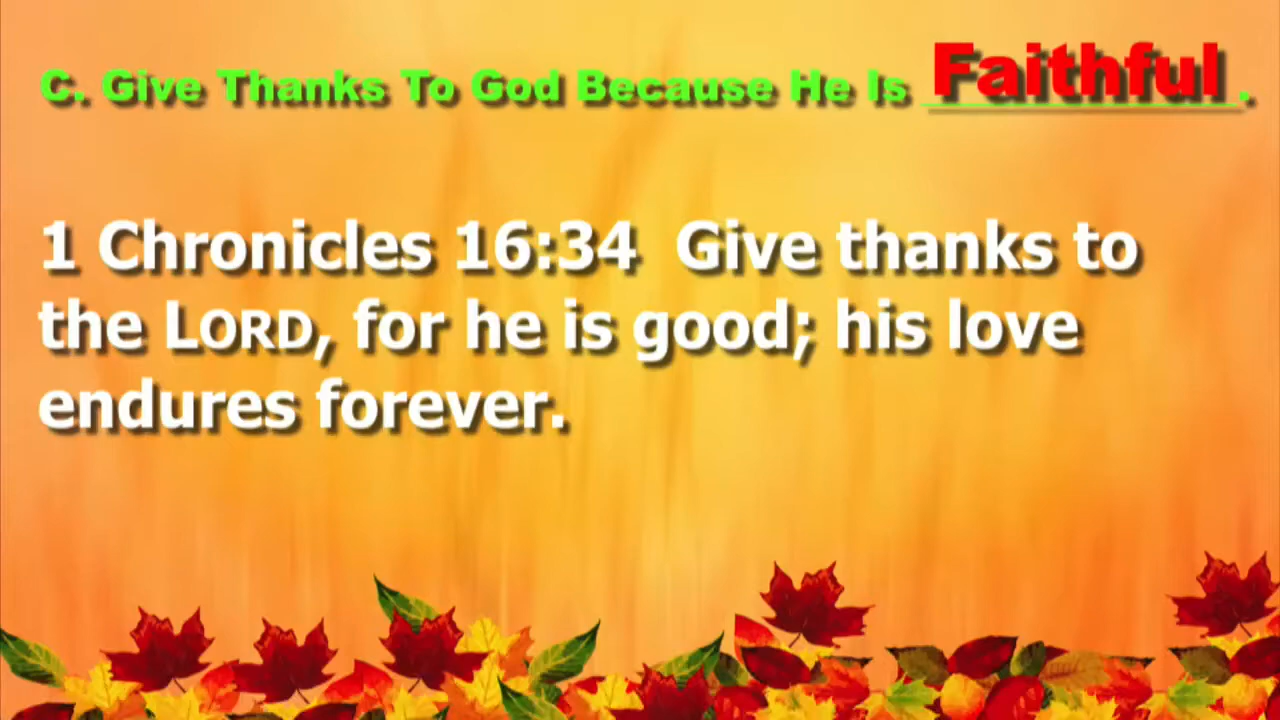 C. Give Thanks To God Because He Is Faithful.
1 Chronicles 16:34 Give thanks to
the LORD, for he is good; his love
endures forever.